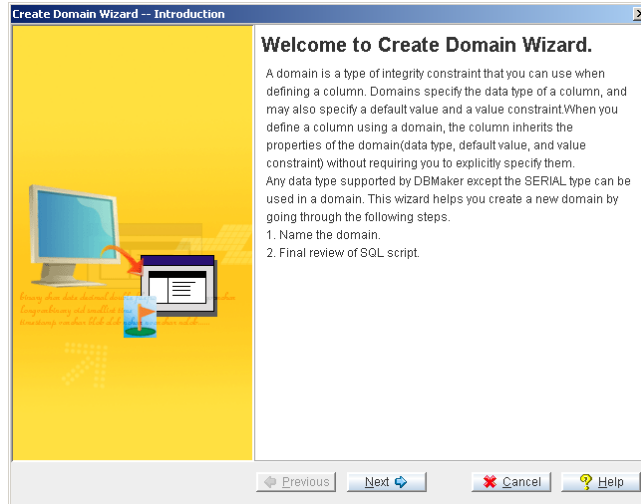 Create Domain Wizard -- Introduction
Welcome to Create Domain Wizard.
A domain is a type of integrity constraint that you can use when
defining a column. Domains specify the data type of a column, and
may also specify a default value and a value constraint.When you
define a column using a domain, the column inherits the
properties of the domain(data type, default value, and value
constraint) without requiring you to explicitly specify them.
Any data type supported by DBMaker except the SERIAL type can be
used in a domain. This wizard helps you create a new domain by
going through the following steps.
1. Name the domain.
2. Final review of SQL script.
Previous
Next
Cancel
Help